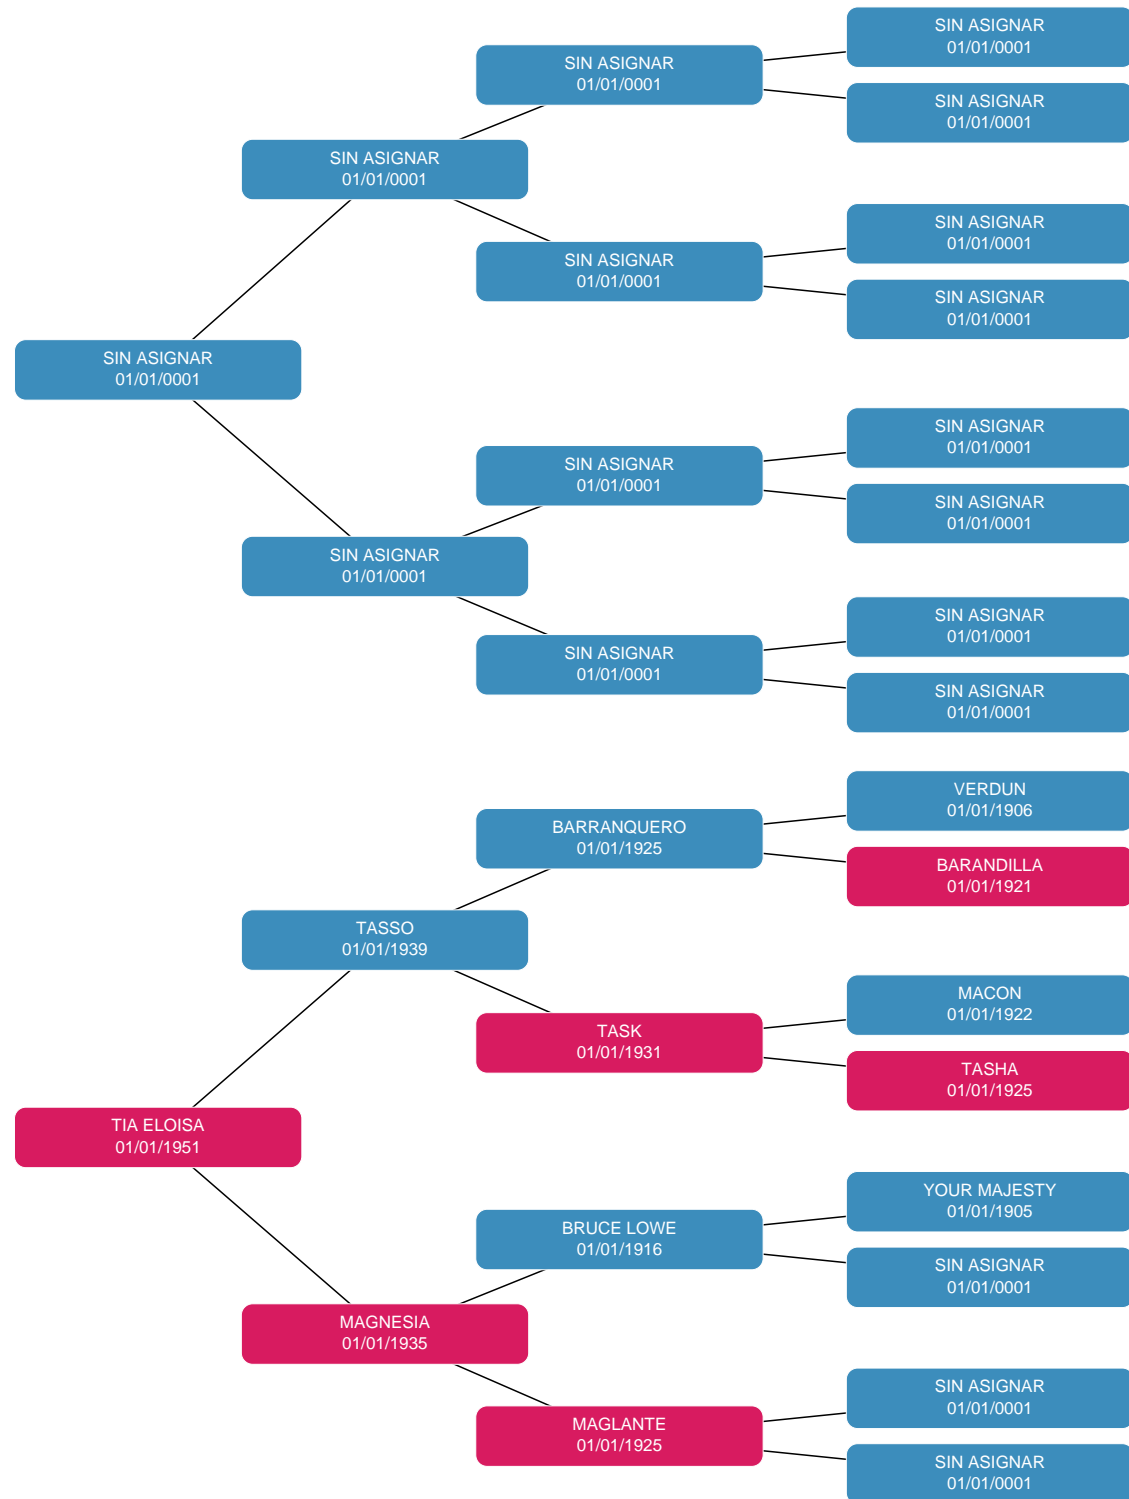 SIN ASIGNAR
01/01/0001
SIN ASIGNAR
01/01/0001
SIN ASIGNAR
01/01/0001
SIN ASIGNAR
01/01/0001
SIN ASIGNAR
01/01/0001
SIN ASIGNAR
01/01/0001
SIN ASIGNAR
01/01/0001
SIN ASIGNAR
01/01/0001
SIN ASIGNAR
01/01/0001
SIN ASIGNAR
01/01/0001
SIN ASIGNAR
01/01/0001
SIN ASIGNAR
01/01/0001
SIN ASIGNAR
01/01/0001
SIN ASIGNAR
01/01/0001
SIN ASIGNAR
01/01/0001
VERDUN
01/01/1906
BARRANQUERO
01/01/1925
BARANDILLA
01/01/1921
TASSO
01/01/1939
MACON
01/01/1922
TASK
01/01/1931
TASHA
01/01/1925
TIA ELOISA
01/01/1951
YOUR MAJESTY
01/01/1905
BRUCE LOWE
01/01/1916
SIN ASIGNAR
01/01/0001
MAGNESIA
01/01/1935
SIN ASIGNAR
01/01/0001
MAGLANTE
01/01/1925
SIN ASIGNAR
01/01/0001